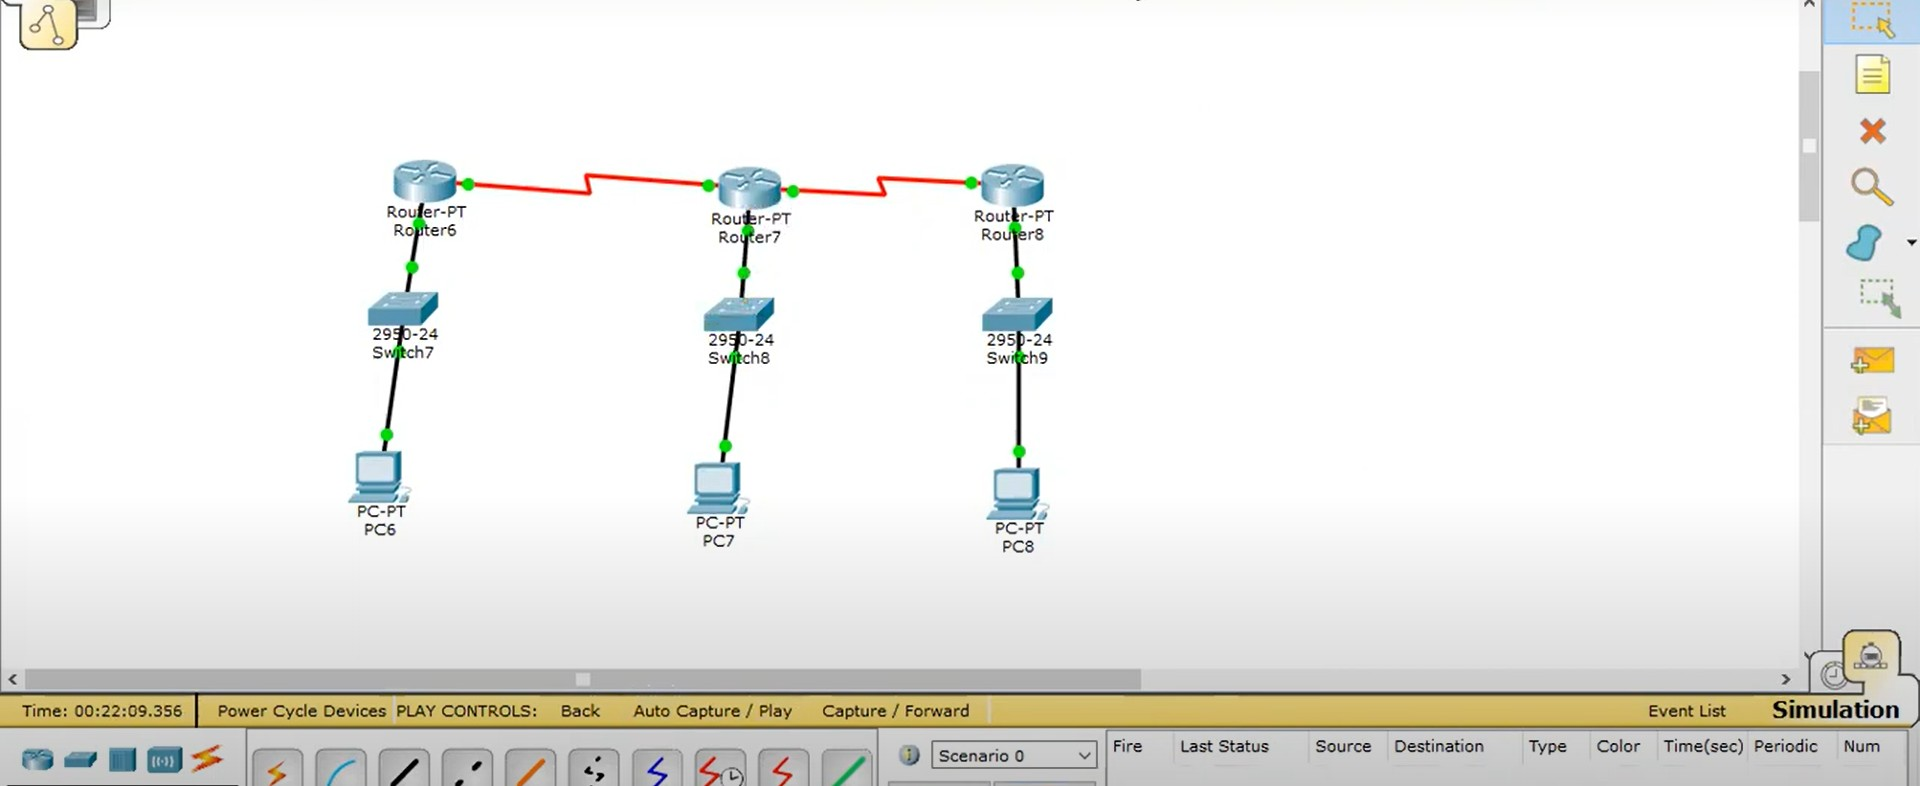 Router-PT
Router6
Router-PT
Router7
Router-PT
Router8
2950-24
Switch7
2950-24
Switch8
2950-24
Switch9
PC-PT
PC6
PC-PT
PC7
PC-PT
PC8
Time: 00:22:09.356 Power Cycle Devices PLAY CONTROLS: Back Auto Capture / Play Capture / Forward Event List Simulation
Scenario 0
Fire Last Status Source Destination Type Color Time(sec) Periodic Num